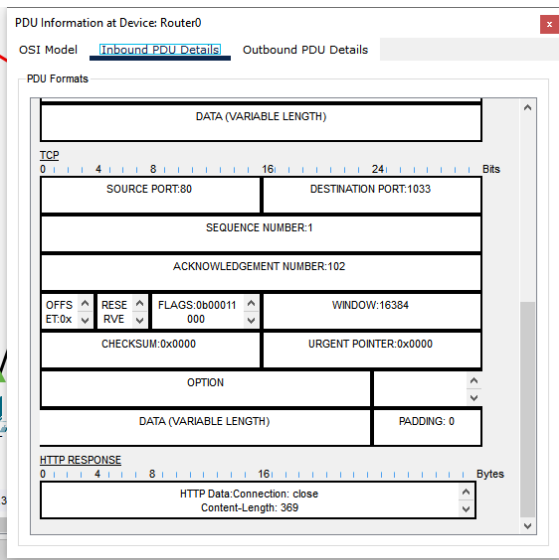 PDU Information at Device: Router0
x
OSI Model Inbound PDU Details Outbound PDU Details
PDU Formats
DATA (VARIABLE LENGTH)
TCP
0 4 8 16 24 Bits
SOURCE PORT:80 DESTINATION PORT:1033
SEQUENCE NUMBER:1
ACKNOWLEDGEMENT NUMBER:102
OFFS RESE FLAGS:0b00011 WINDOW:16384
ET:0x RVE 000
CHECKSUM:0x0000 URGENT POINTER:0x0000
OPTION
DATA (VARIABLE LENGTH) PADDING: 0
HTTP RESPONSE
0 4 8 16 Bytes
HTTP Data:Connection: close
Content-Length: 369
3